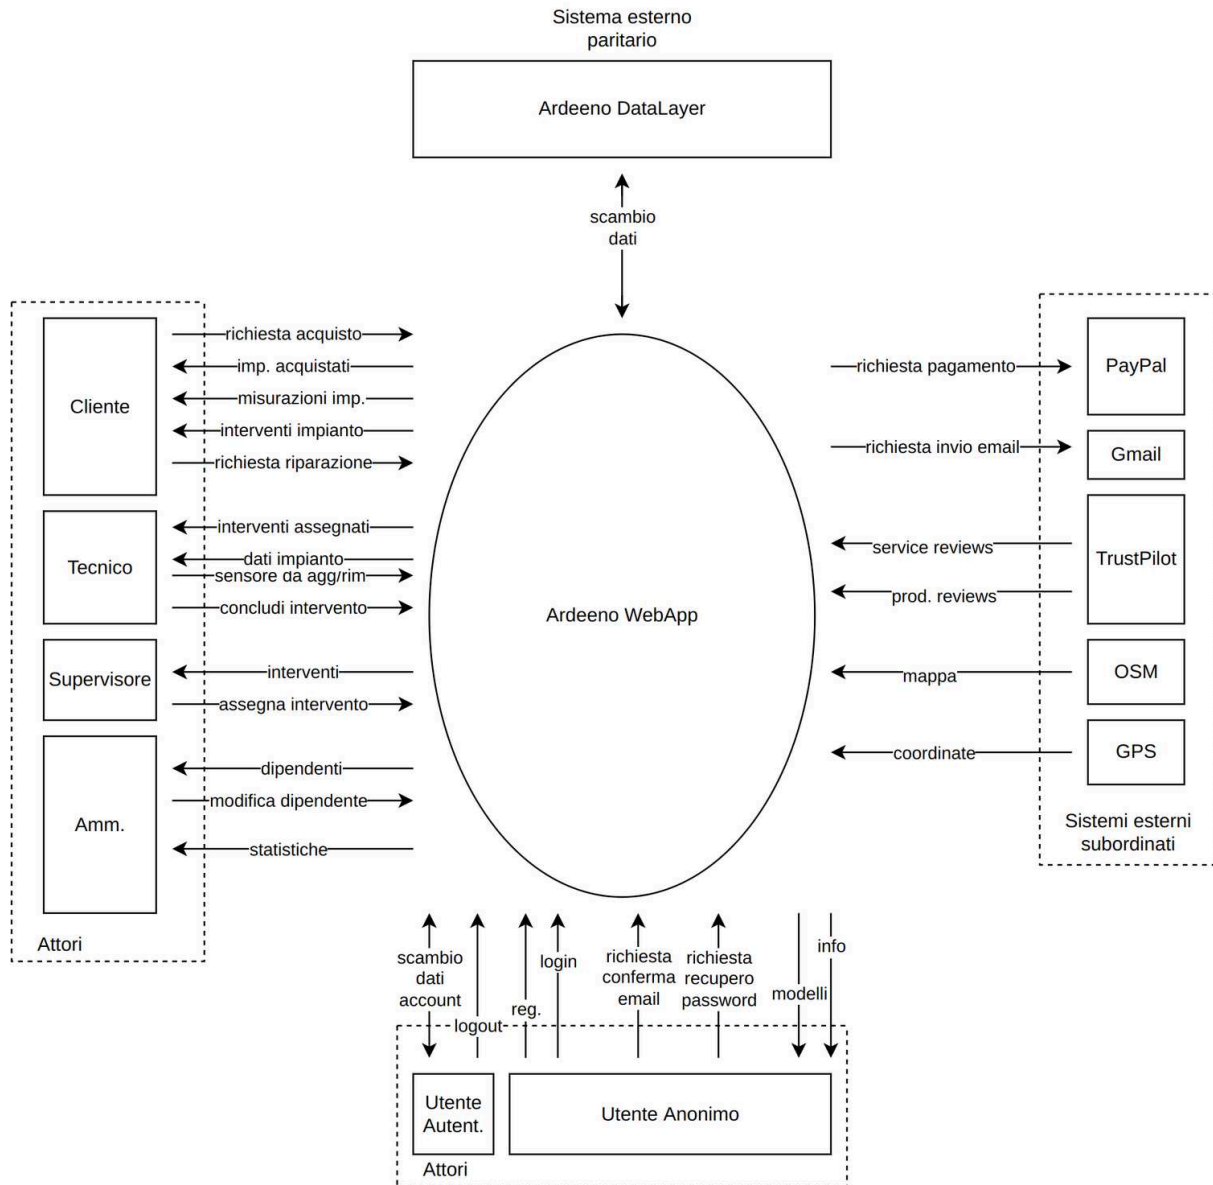 Sistema esterno
paritario
Ardeeno DataLayer
scambio
dati
Cliente
richiesta acquisto
imp. acquistati
misurazioni imp.
interventi impianto
richiesta riparazione
Tecnico
interventi assegnati
dati impianto
sensore da agg/rim
concludi intervento
Supervisore
interventi
assegna intervento
Amm.
dipendenti
modifica dipendente
statistiche
Attori
Ardeeno WebApp
richiesta pagamento
PayPal
richiesta invio email
Gmail
service reviews
prod. reviews
TrustPilot
mappa
OSM
coordinate
GPS
Sistemi esterni
subordinati
scambio
dati
account
logout
reg.
login
richiesta
conferma
email
richiesta
recupero
password
modelli
info
Utente
Autent.
Utente Anonimo
Attori